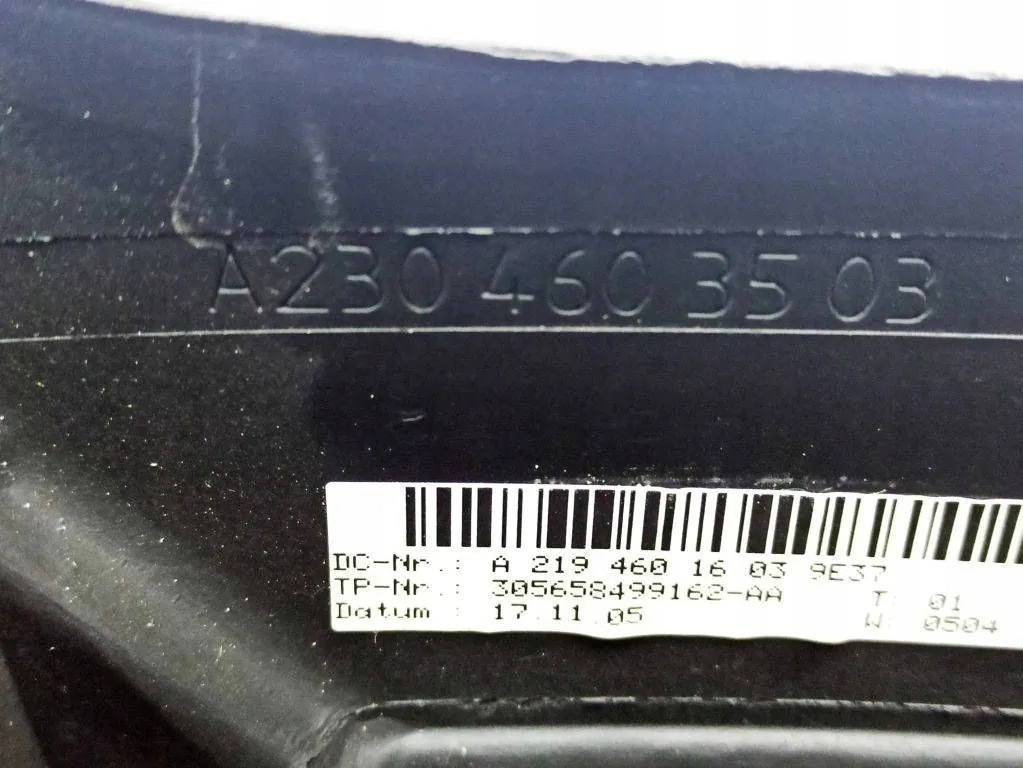 A230 460 35 03
DC-Nr.: A 219 460 16 03 9E37
TP-Nr.: 305658499162-AA T: 01
Datum : 17.11.05 W: 0504